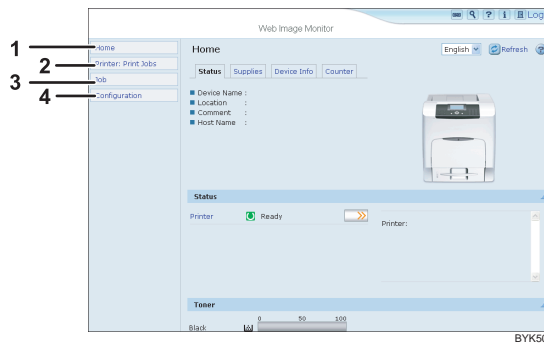 Log
Web Image Monitor
1 Home
2 Printer: Print Jobs
3 Job
4 Configuration
Home
English
Refresh
Status Supplies Device Info Counter
Device Name :
Location :
Comment :
Host Name :
Status
Printer Ready
Printer:
Toner
0 50 100
Black
BYK50